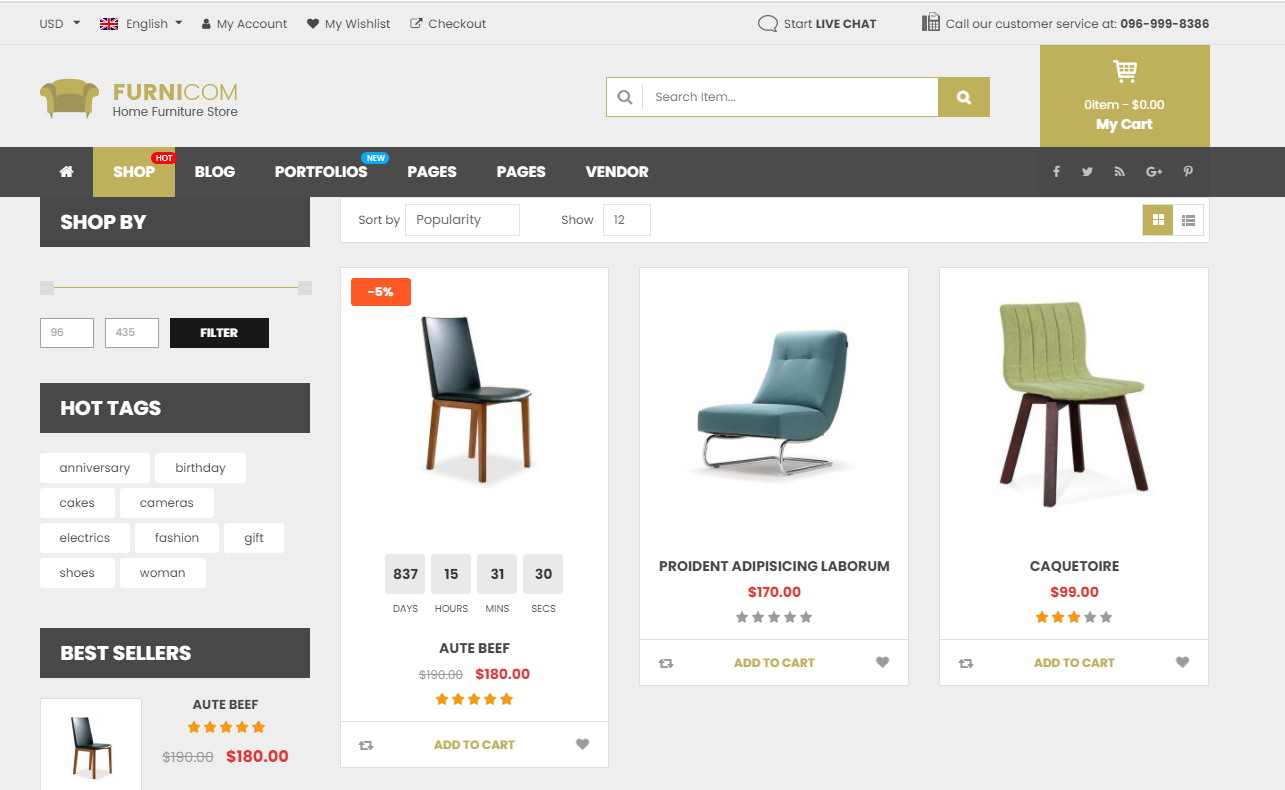 USD English My Account My Wishlist Checkout Start LIVE CHAT Call our customer service at: 096-999-8386
FURNICOM
Home Furniture Store
Search Item...
0item - $0.00
My Cart
HOT NEW
SHOP BLOG PORTFOLIOS PAGES PAGES VENDOR
SHOP BY
Sort by Popularity Show 12
96 435 FILTER
HOT TAGS
anniversary birthday
cakes cameras
electrics fashion gift
shoes woman
BEST SELLERS
AUTE BEEF
$190.00 $180.00
-5%
837 15 31 30
DAYS HOURS MINS SECS
AUTE BEEF
$190.00 $180.00
ADD TO CART
PROIDENT ADIPISICING LABORUM
$170.00
ADD TO CART
CAQUETOIRE
$99.00
ADD TO CART